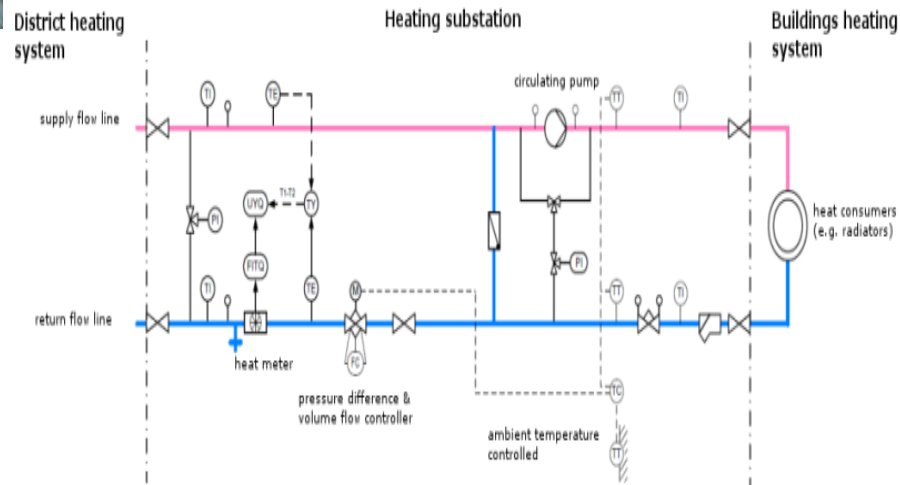 District heating
system
Heating substation
Buildings heating
system
circulating pump
supply flow line
TI
TE
TT
TI
T1-T2
UYQ
TY
PI
heat consumers
(e.g. radiators)
FITQ
PI
TI
TE
M
TT
TI
return flow line
heat meter
FC
TC
pressure difference &
volume flow controller
ambient temperature
controlled
TT